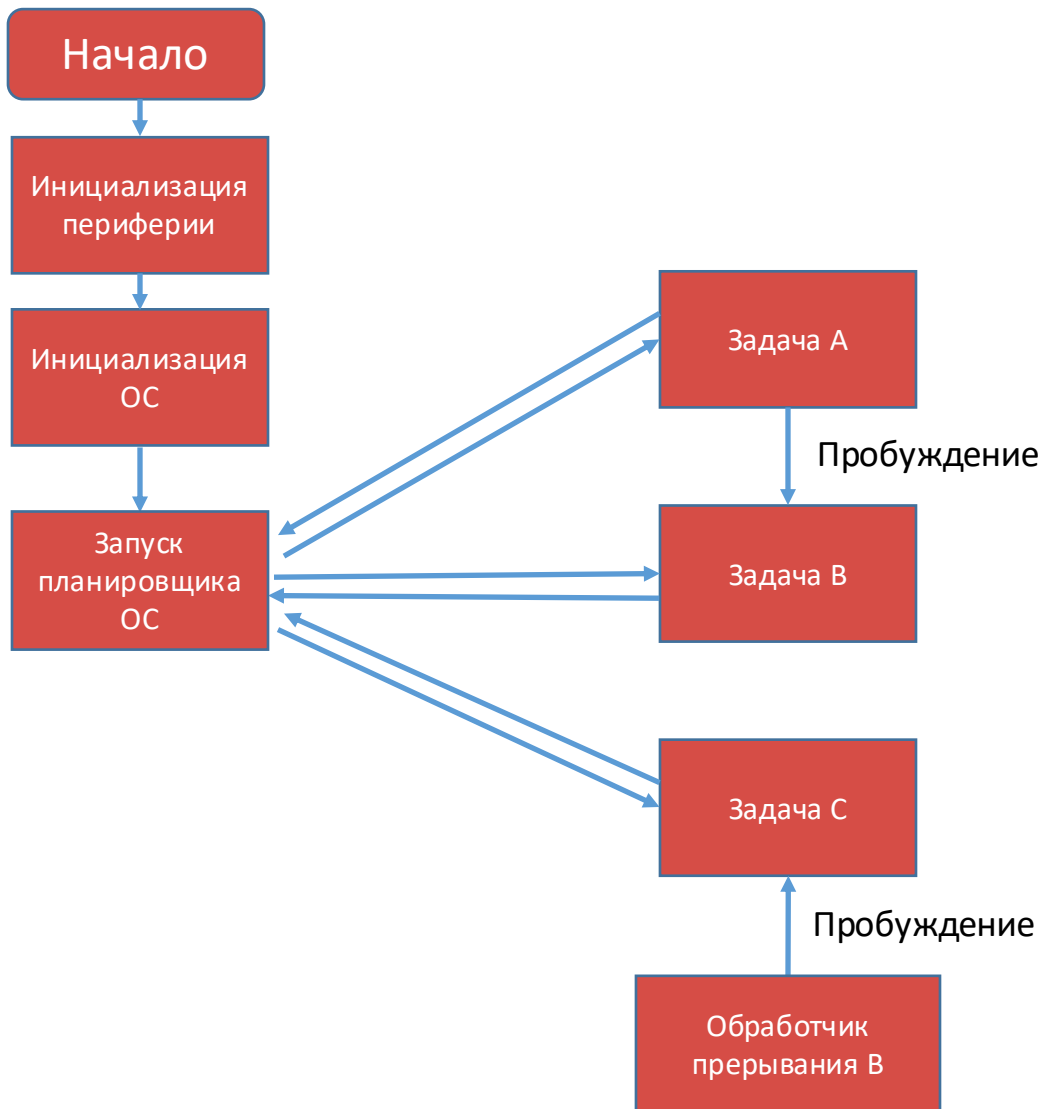 Начало
Инициализация
периферии
Инициализация
ОС
Запуск
планировщика
ОС
Задача A
Пробуждение
Задача B
Задача C
Пробуждение
Обработчик
прерывания B